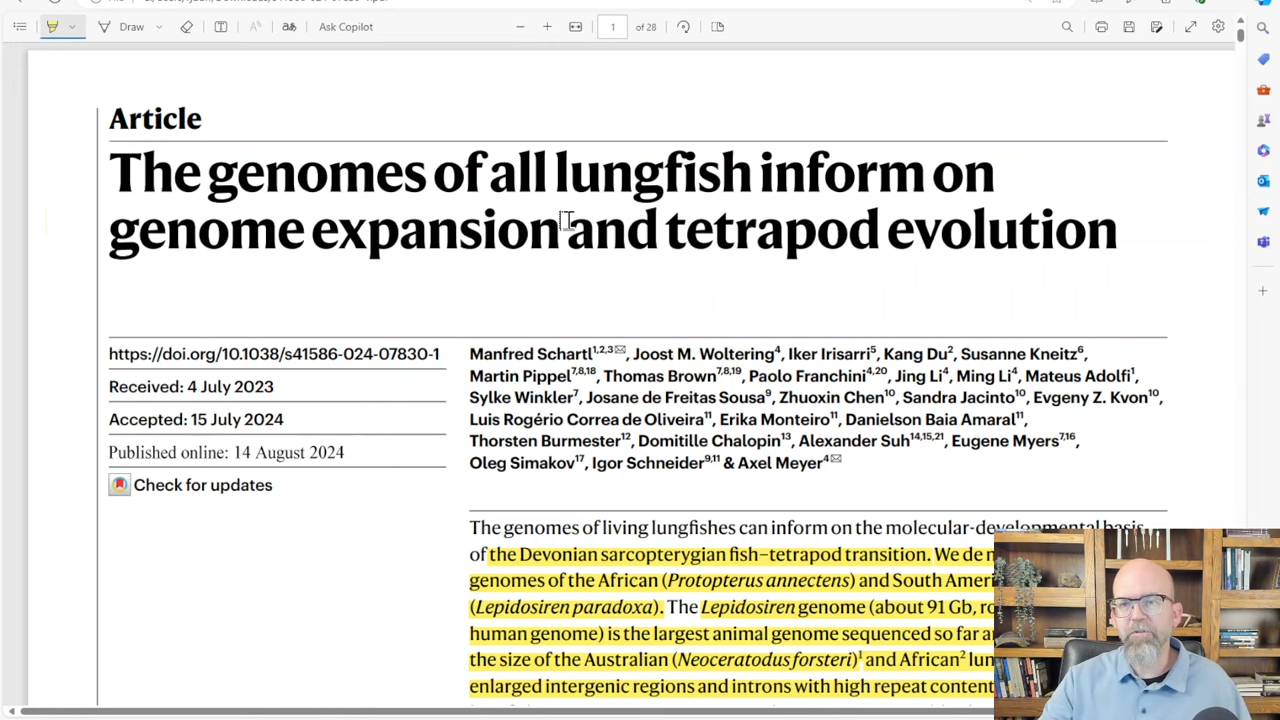 Draw
Ask Copilot
1 of 28
Article
The genomes of all lungfish inform on
genome expansion and tetrapod evolution
https://doi.org/10.1038/s41586-024-07830-1
Received: 4 July 2023
Accepted: 15 July 2024
Published online: 14 August 2024
Check for updates
Manfred Schartl1,2,3✉, Joost M. Woltering4, Iker Irisarri5, Kang Du2, Susanne Kneitz6,
Martin Pippel7,8,18, Thomas Brown7,8,19, Paolo Franchini4,20, Jing Li4, Ming Li4, Mateus Adolfi1,
Sylke Winkler7, Josane de Freitas Sousa9, Zhuoxin Chen10, Sandra Jacinto10, Evgeny Z. Kvon10,
Luis Rogério Correa de Oliveira11, Erika Monteiro11, Danielson Baia Amaral11,
Thorsten Burmester12, Domitille Chalopin13, Alexander Suh14,15,21, Eugene Myers7,16,
Oleg Simakov17, Igor Schneider9,11 & Axel Meyer4✉
The genomes of living lungfishes can inform on the molecular-developmental basis
of the Devonian sarcopterygian fish–tetrapod transition. We de
genomes of the African (Protopterus annectens) and South
(Lepidosiren paradoxa). The Lepidosiren genome (about 91 Gb,
human genome) is the largest animal genome sequenced so far
the size of the Australian (Neoceratodus forsteri)1 and African2
enlarged intergenic regions and introns with high repeat content